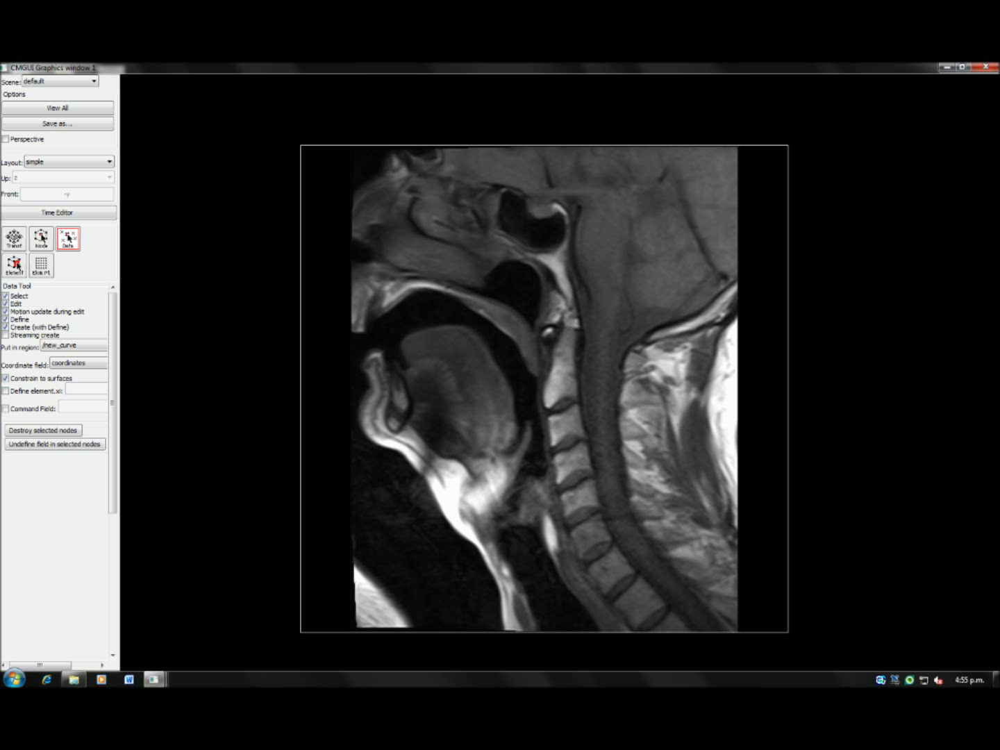 CMGUI Graphics window 1
Scene: default
Options
View All
Save as...
Perspective
Layout: simple
Up: z
Front: -y
Time Editor
Transf. Node Data
Element Elem.Pt.
Data Tool
Select
Edit
Motion update during edit
Define
Create (with Define)
Streaming create
Put in region: /new_curve
Coordinate field: coordinates
Constrain to surfaces
Define element.xi:
Command Field:
Destroy selected nodes
Undefine field in selected nodes
4:55 p.m.